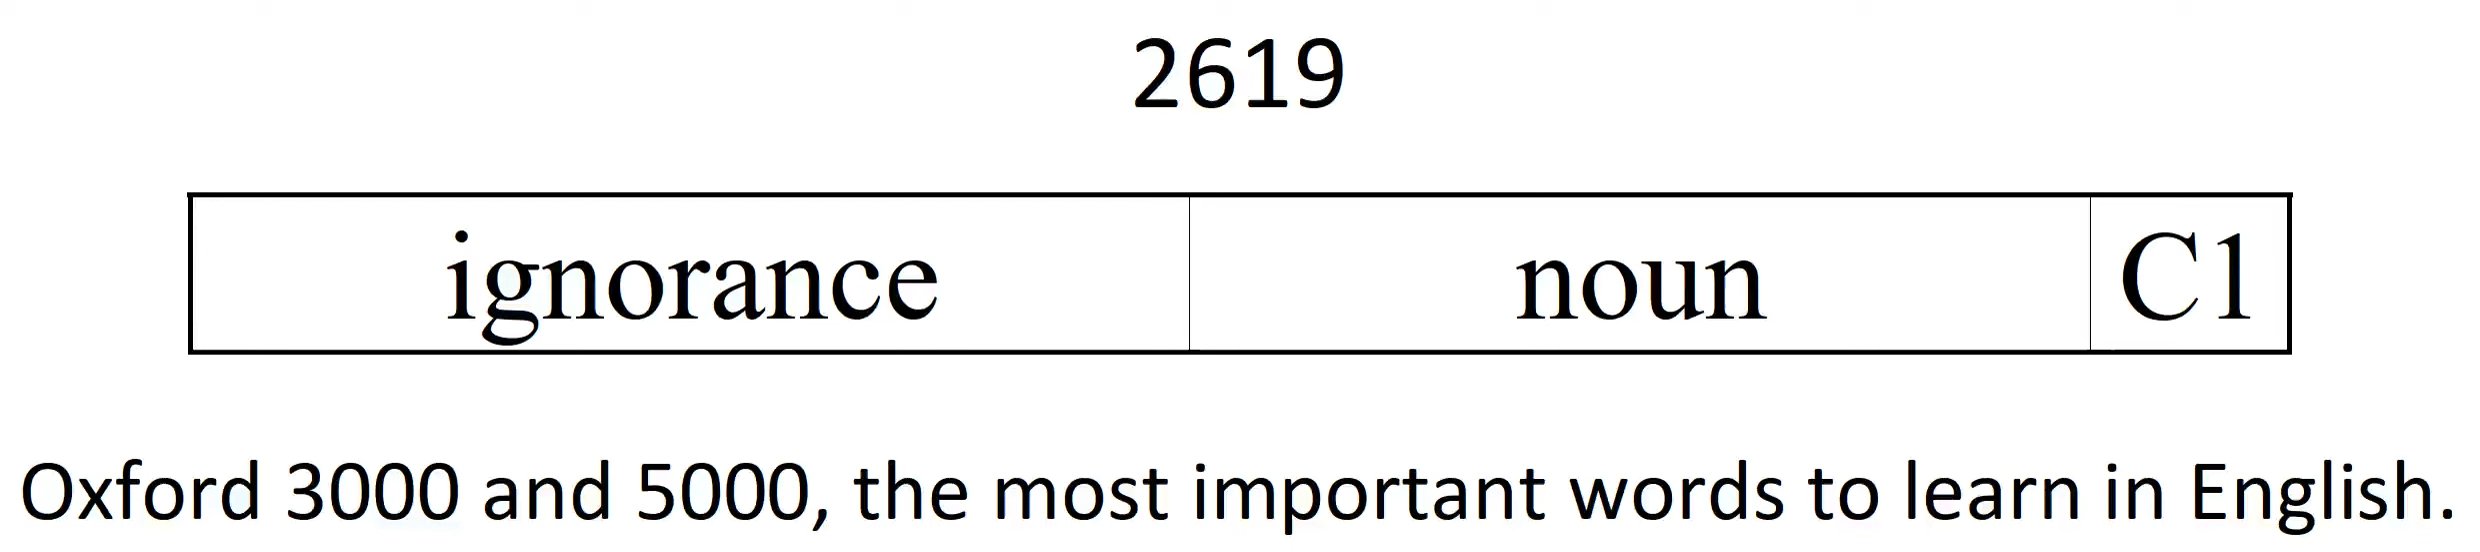 2619
ignorance noun C1
Oxford 3000 and 5000, the most important words to learn in English.